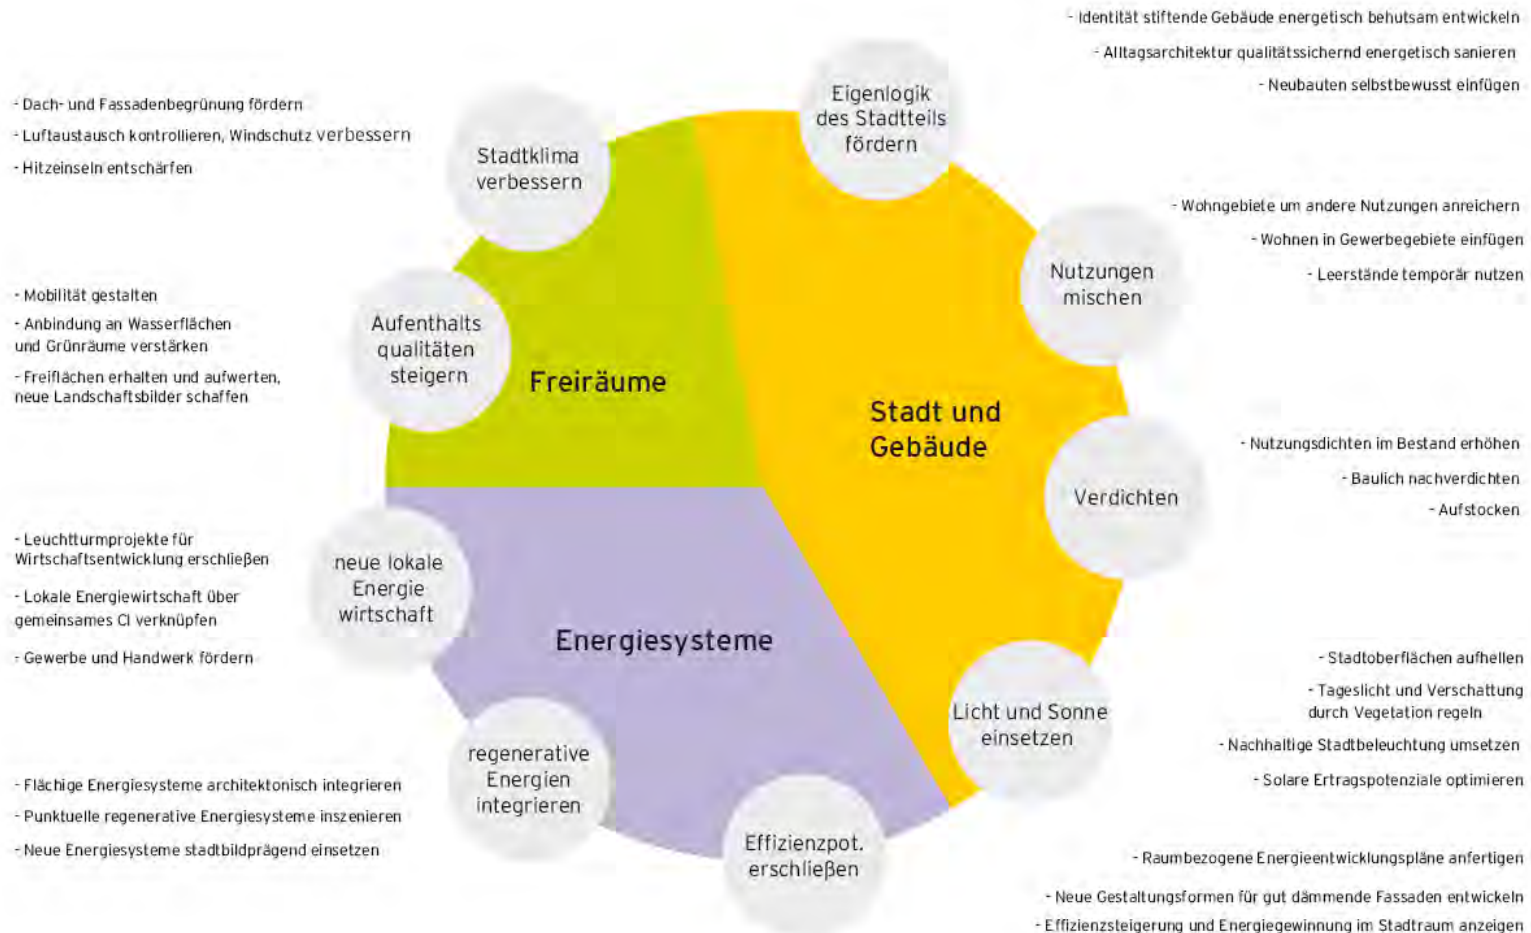 - Identität stiftende Gebäude energetisch behutsam entwickeln
- Alltagsarchitektur qualitätssichernd energetisch sanieren
- Neubauten selbstbewusst einfügen
Eigenlogik
des Stadtteils
fördern
- Dach- und Fassadenbegrünung fördern
- Luftaustausch kontrollieren, Windschutz verbessern
- Hitzeinseln entschärfen
Stadtklima
verbessern
- Wohngebiete um andere Nutzungen anreichern
- Wohnen in Gewerbegebiete einfügen
- Leerstände temporär nutzen
Nutzungen
mischen
- Mobilität gestalten
- Anbindung an Wasserflächen
und Grünräume verstärken
- Freiflächen erhalten und aufwerten,
neue Landschaftsbilder schaffen
Aufenthalts
qualitäten
steigern
Freiräume
Stadt und
Gebäude
- Nutzungsdichten im Bestand erhöhen
- Baulich nachverdichten
- Aufstocken
Verdichten
- Leuchtturmprojekte für
Wirtschaftsentwicklung erschließen
- Lokale Energiewirtschaft über
gemeinsames CI verknüpfen
- Gewerbe und Handwerk fördern
neue lokale
Energie
wirtschaft
Energiesysteme
- Stadtoberflächen aufhellen
- Tageslicht und Verschattung
durch Vegetation regeln
- Nachhaltige Stadtbeleuchtung umsetzen
- Solare Ertragspotenziale optimieren
Licht und Sonne
einsetzen
- Flächige Energiesysteme architektonisch integrieren
- Punktuelle regenerative Energiesysteme inszenieren
- Neue Energiesysteme stadtbildprägend einsetzen
regenerative
Energien
integrieren
Effizienzpot.
erschließen
- Raumbezogene Energieentwicklungspläne anfertigen
- Neue Gestaltungsformen für gut dämmende Fassaden entwickeln
- Effizienzsteigerung und Energiegewinnung im Stadtraum anzeigen